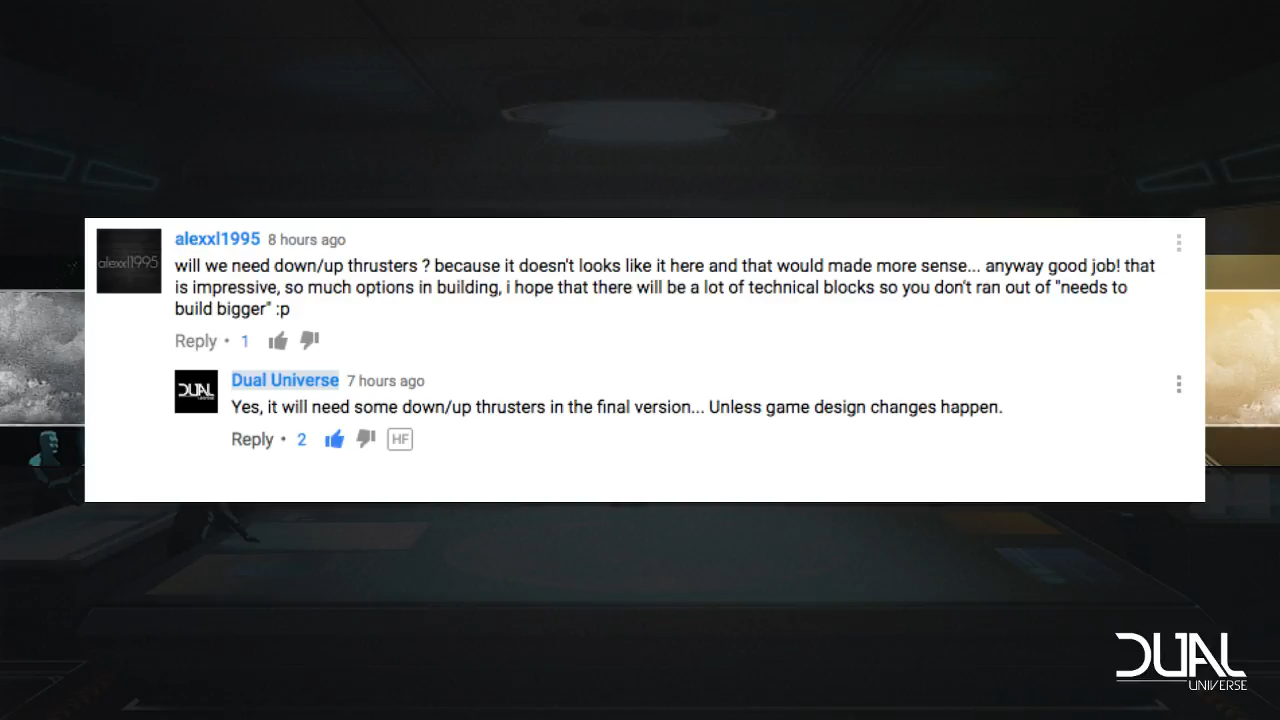 alexxl1995
alexxl1995 8 hours ago
will we need down/up thrusters ? because it doesn't looks like it here and that would made more sense... anyway good job! that
is impressive, so much options in building, i hope that there will be a lot of technical blocks so you don't ran out of "needs to
build bigger" :p
Reply • 1
DUAL
UNIVERSE
Dual Universe 7 hours ago
Yes, it will need some down/up thrusters in the final version... Unless game design changes happen.
Reply • 2 HF
DUAL
UNIVERSE